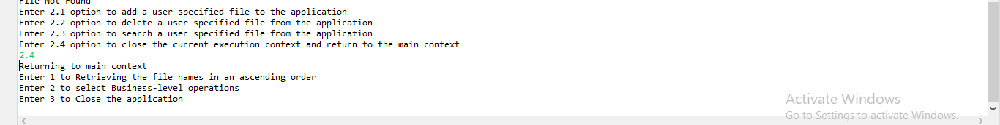 File Not Found
Enter 2.1 option to add a user specified file to the application
Enter 2.2 option to delete a user specified file from the application
Enter 2.3 option to search a user specified file from the application
Enter 2.4 option to close the current execution context and return to the main context
2.4
Returning to main context
Enter 1 to Retrieving the file names in an ascending order
Enter 2 to select Business-level operations
Enter 3 to Close the application
Activate Windows
Go to Settings to activate Windows.